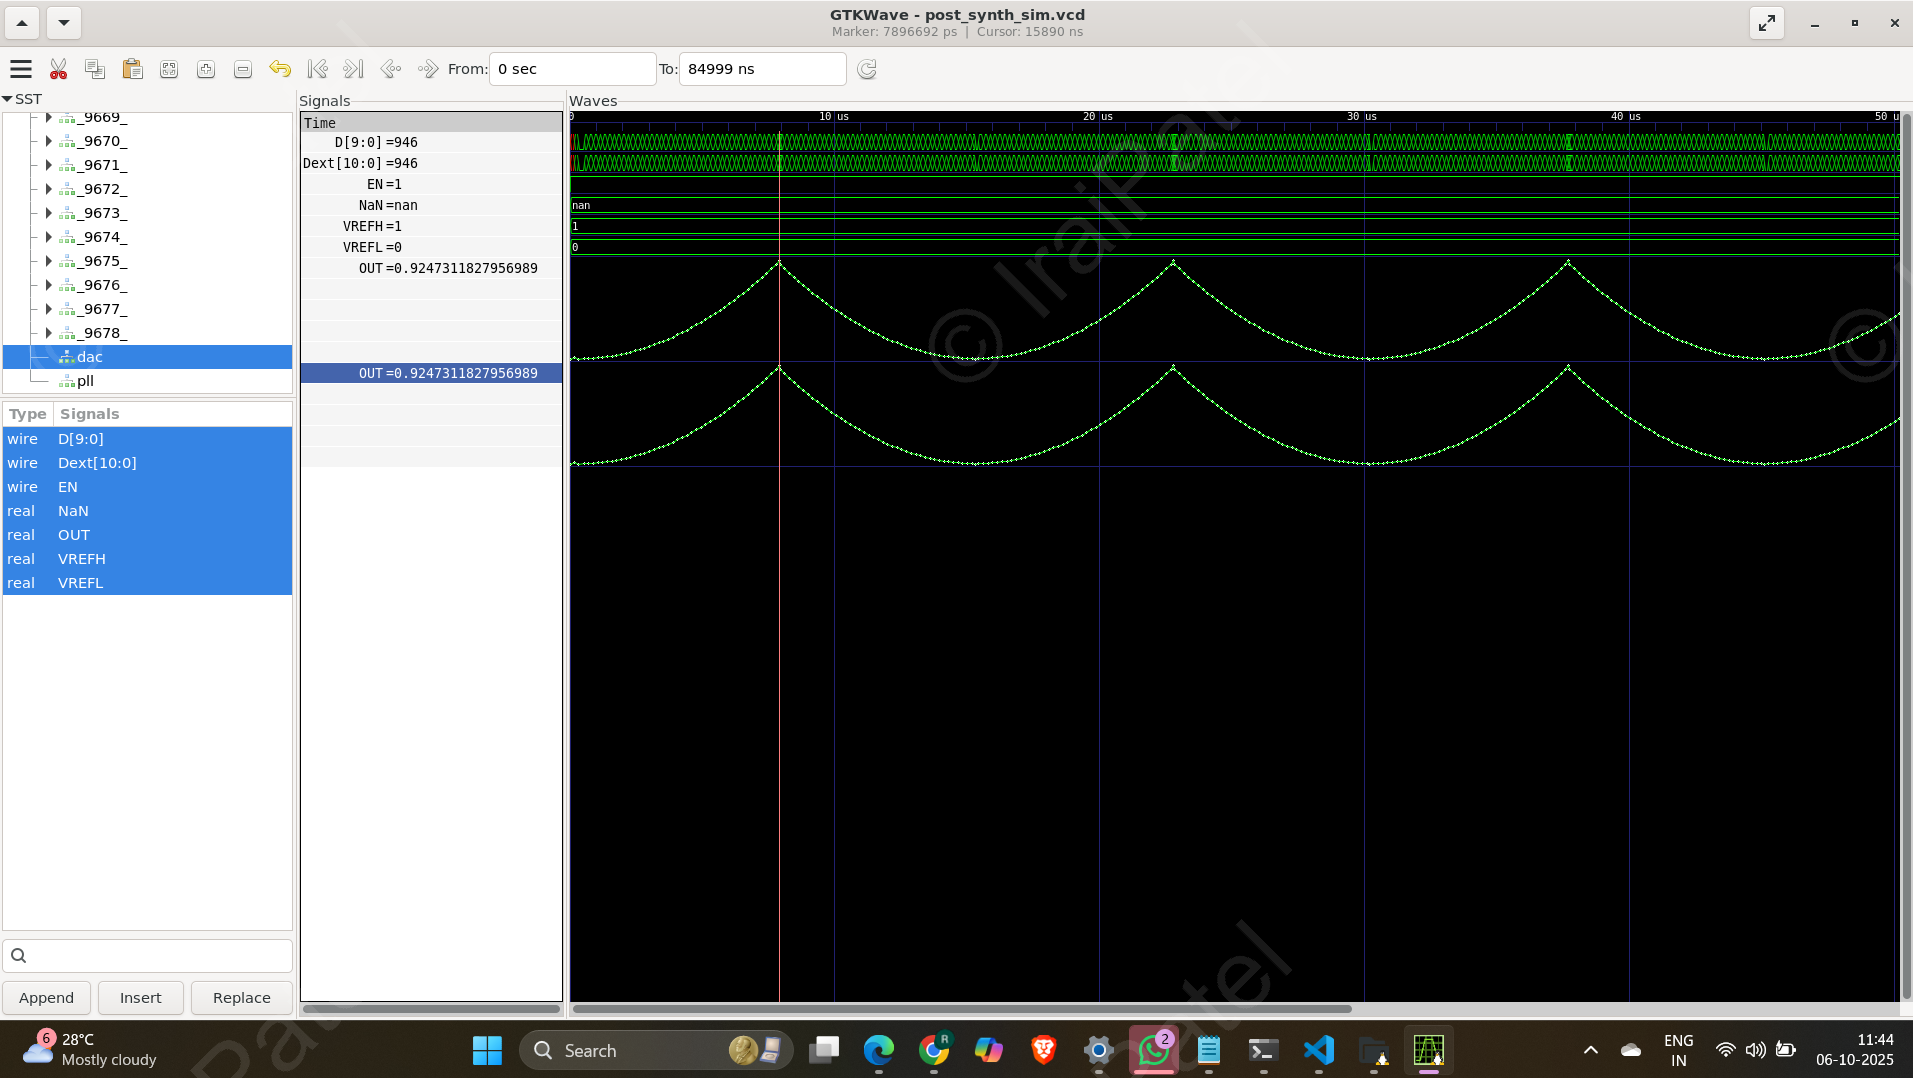 GTKWave - post_synth_sim.vcd
Marker: 7896692 ps | Cursor: 15890 ns
From: 0 sec To: 84999 ns
SST
_9669_
_9670_
_9671_
_9672_
_9673_
_9674_
_9675_
_9676_
_9677_
_9678_
dac
pll
Type Signals
wire D[9:0]
wire Dext[10:0]
wire EN
real NaN
real OUT
real VREFH
real VREFL
Append Insert Replace
Signals
Time
D[9:0] =946
Dext[10:0] =946
EN =1
NaN =nan
VREFH =1
VREFL =0
OUT =0.9247311827956989
OUT =0.9247311827956989
Waves
0 10 us 20 us 30 us 40 us 50 u
nan
1
0
© IraiPatel
Patel
atel
©
6
28°C
Mostly cloudy
Search
R
2
ENG
IN
11:44
06-10-2025